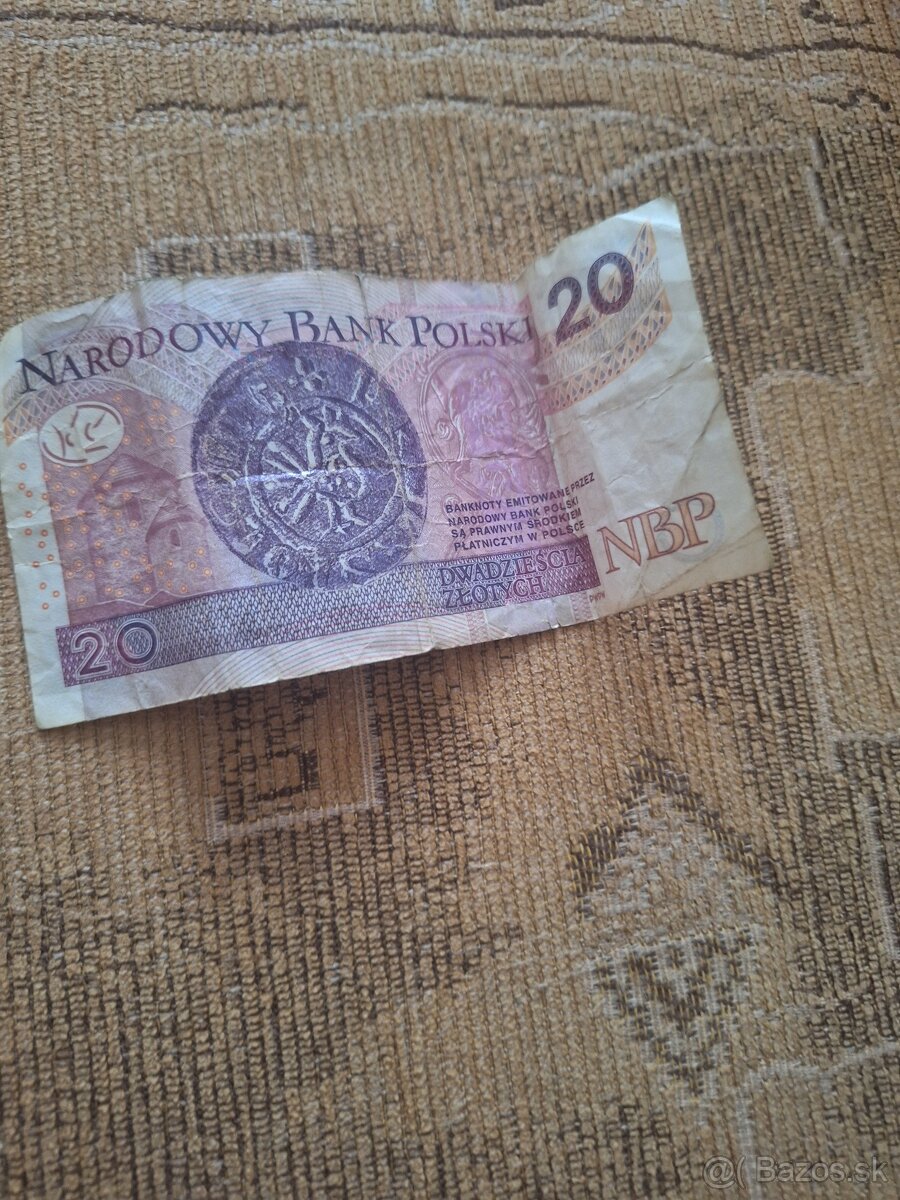 NARODOWY BANK POLSKI
20
BANKNOTY EMITOWANE PRZEZ
NARODOWY BANK POLSKI
SĄ PRAWNYM ŚRODKIEM
PŁATNICZYM W POLSCE
NBP
DWADZIEŚCIA
ZŁOTYCH
PWPW
20
@( Bazos.sk